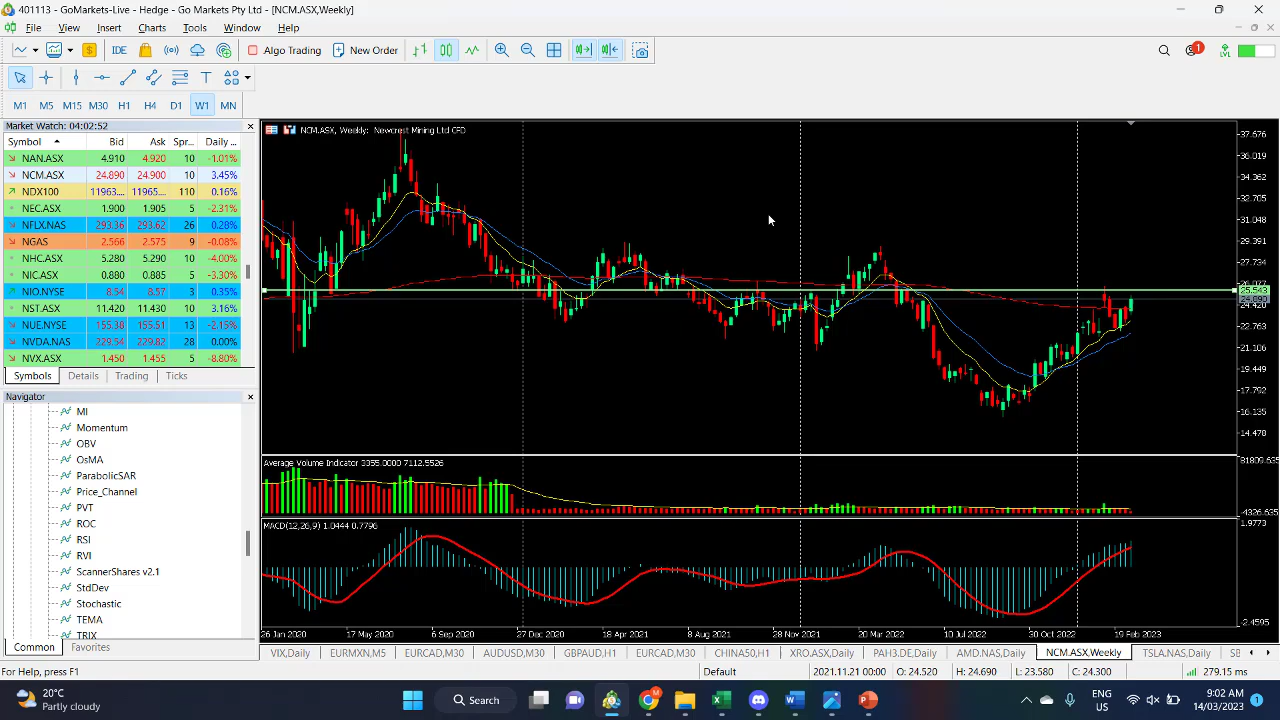 401113 - GoMarkets-Live - Hedge - Go Markets Pty Ltd - [NCM.ASX,Weekly]
File View Insert Charts Tools Window Help
IDE Algo Trading New Order 1 LVL
M1 M5 M15 M30 H1 H4 D1 W1 MN
Market Watch: 04:02:52
Symbol Bid Ask Spr... Daily ...
NAN.ASX 4.910 4.920 10 -1.01%
NCM.ASX 24.890 24.900 10 3.45%
NDX100 11963.... 11965.... 110 0.16%
NEC.ASX 1.900 1.905 5 -2.31%
NFLX.NAS 293.36 293.62 26 0.28%
NGAS 2.566 2.575 9 -0.08%
NHC.ASX 5.280 5.290 10 -4.00%
NIC.ASX 0.880 0.885 5 -3.30%
NIO.NYSE 8.54 8.57 3 0.35%
NST.ASX 11.420 11.430 10 3.16%
NUE.NYSE 155.38 155.51 13 -2.15%
NVDA.NAS 229.54 229.82 28 0.00%
NVX.ASX 1.450 1.455 5 -8.80%
Symbols Details Trading Ticks
Navigator
MI
Momentum
OBV
OsMA
ParabolicSAR
Price_Channel
PVT
ROC
RSI
RVI
ScannerShares v2.1
StdDev
Stochastic
TEMA
TRIX
Common Favorites
NCM.ASX, Weekly: Newcrest Mining Ltd CFD
37.576
36.019
34.362
32.705
31.048
29.391
27.734
24.420
22.763
21.106
19.449
17.792
16.135
14.470
Average Volume Indicator 3355.0000 7112.5526
81809.635
-4326.635
MACD(12,26,9) 1.0444 0.7796
1.9773
-2.4595
26 Jan 2020 17 May 2020 6 Sep 2020 27 Dec 2020 18 Apr 2021 8 Aug 2021 28 Nov 2021 20 Mar 2022 10 Jul 2022 30 Oct 2022 19 Feb 2023
VIX,Daily EURMXN,M5 EURCAD,M30 AUDUSD,M30 GBPAUD,H1 EURCAD,M30 CHINA50,H1 XRO.ASX,Daily PAH3.DE,Daily AMD.NAS,Daily NCM.ASX,Weekly TSLA.NAS,Daily
For Help, press F1 Default 2021.11.21 00:00 O: 24.520 H: 24.690 L: 23.580 C: 24.300 279.15 ms
20°C
Partly cloudy
Search
ENG
US
9:02 AM
14/03/2023
1